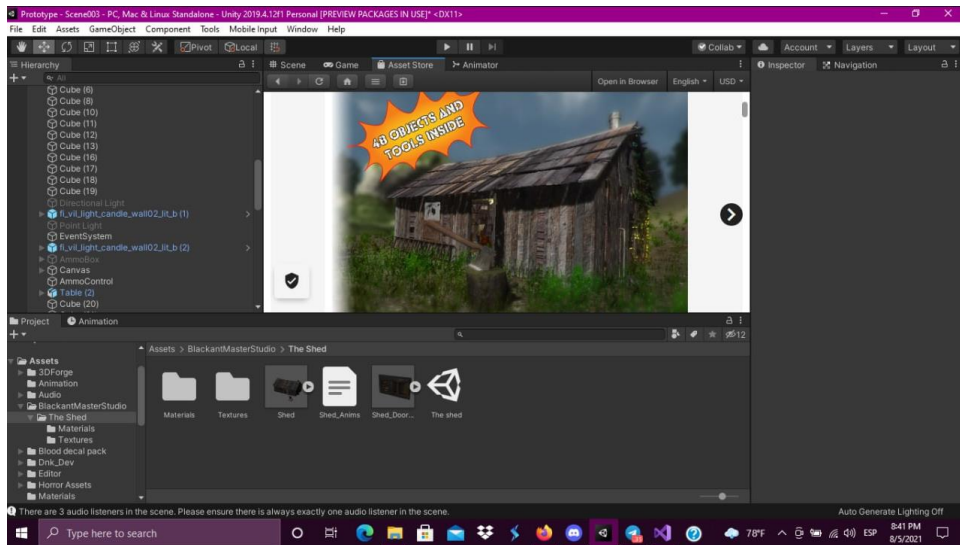 Prototype - Scene003 - PC, Mac & Linux Standalone - Unity 2019.4.12f1 Personal [PREVIEW PACKAGES IN USE]* <DX11>
File Edit Assets GameObject Component Tools Mobile Input Window Help
Pivot Local Collab Account Layers Layout
Hierarchy Scene Game Asset Store Animator Inspector Navigation
All
Open in Browser English USD
Cube (6)
Cube (8)
Cube (10)
Cube (11)
Cube (12)
Cube (13)
Cube (16)
Cube (17)
Cube (18)
Cube (19)
Directional Light
fi_vil_light_candle_wall02_lit_b (1)
Point Light
EventSystem
fi_vil_light_candle_wall02_lit_b (2)
AmmoBox
Canvas
AmmoControl
Table (2)
Cube (20)
48 OBJECTS AND
TOOLS INSIDE
Project Animation
12
Assets > BlackantMasterStudio > The Shed
Assets
3DForge
Animation
Audio
BlackantMasterStudio
The Shed
Materials
Textures
Blood decal pack
Dnk_Dev
Editor
Horror Assets
Materials
Materials Textures Shed Shed_Anims Shed_Door... The shed
There are 3 audio listeners in the scene. Please ensure there is always exactly one audio listener in the scene.
Auto Generate Lighting Off
Type here to search
78°F
ESP
8:41 PM
8/5/2021